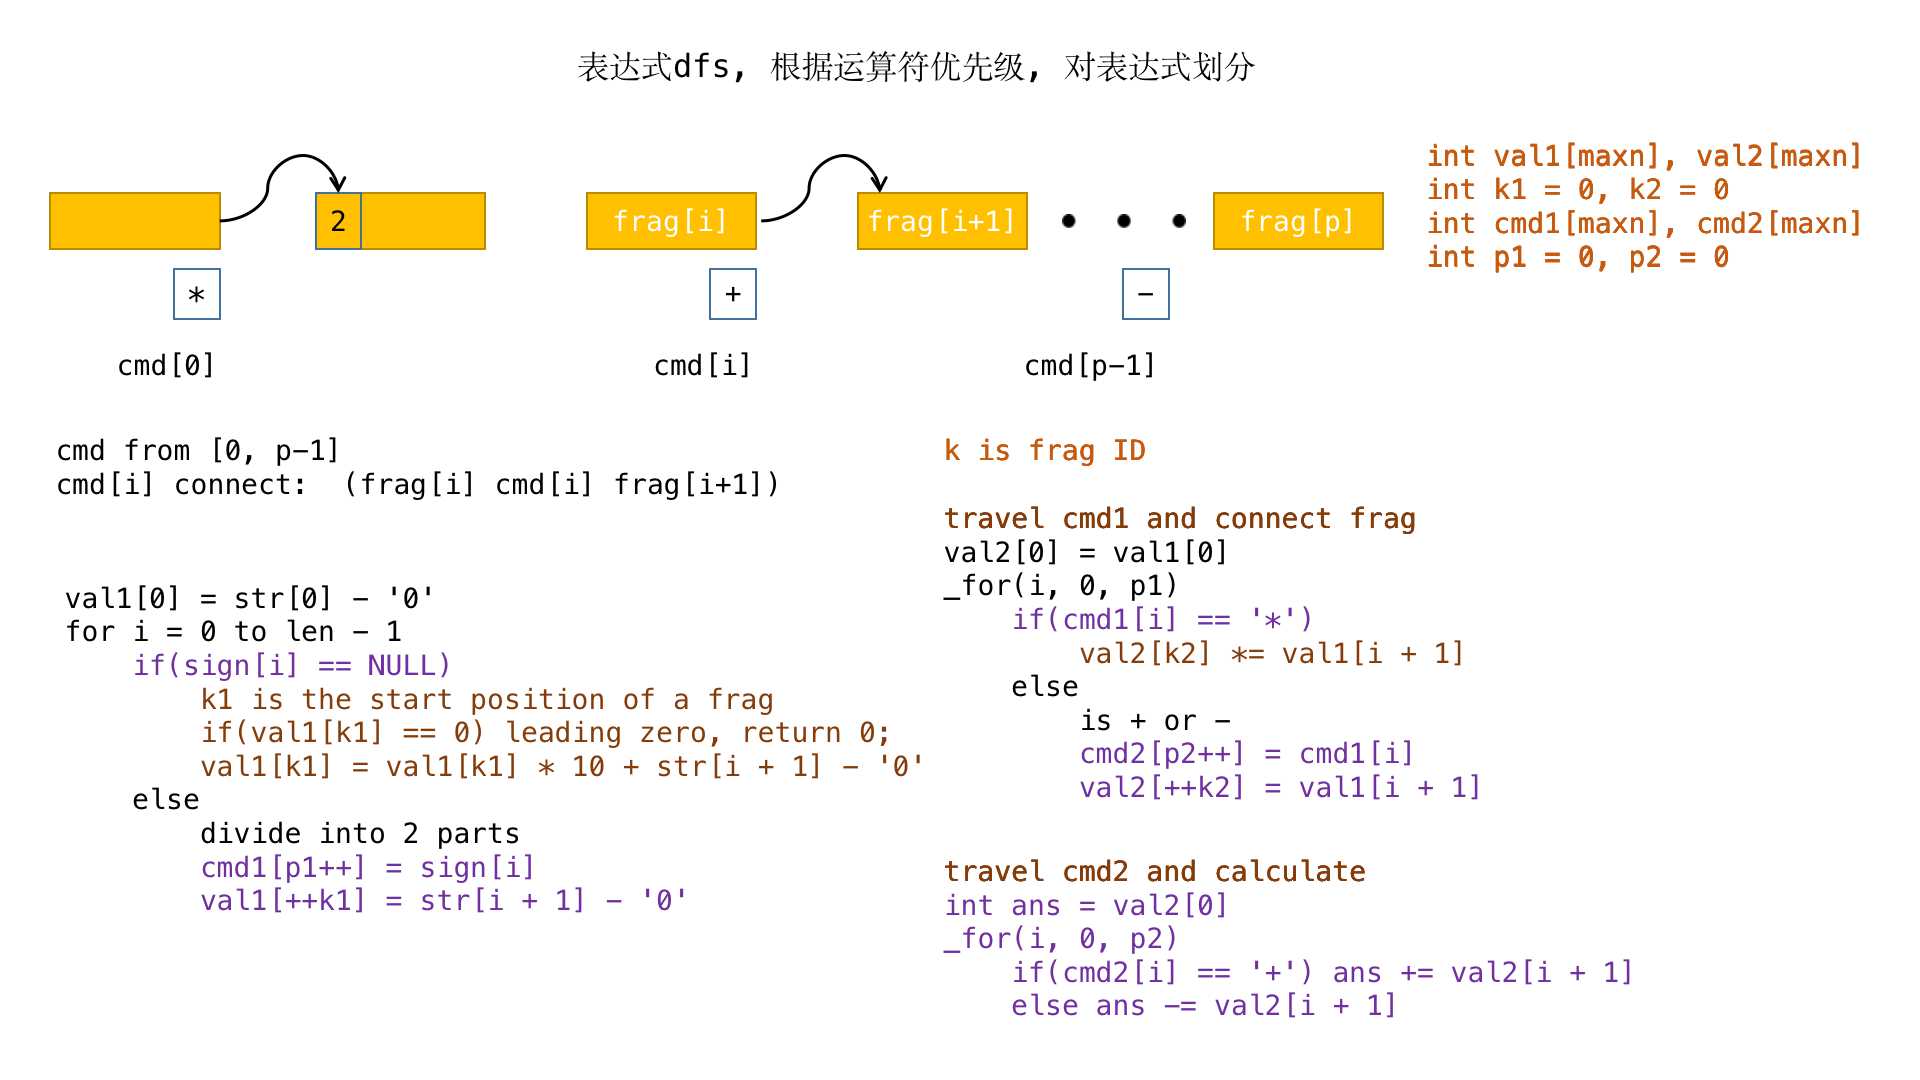 表达式dfs, 根据运算符优先级, 对表达式划分
2
frag[i]
frag[i+1]
frag[p]
*
+
-
cmd[0]
cmd[i]
cmd[p-1]
int val1[maxn], val2[maxn]
int k1 = 0, k2 = 0
int cmd1[maxn], cmd2[maxn]
int p1 = 0, p2 = 0
cmd from [0, p-1]
cmd[i] connect:  (frag[i] cmd[i] frag[i+1])
val1[0] = str[0] - '0'
for i = 0 to len - 1
    if(sign[i] == NULL)
        k1 is the start position of a frag
        if(val1[k1] == 0) leading zero, return 0;
        val1[k1] = val1[k1] * 10 + str[i + 1] - '0'
    else
        divide into 2 parts
        cmd1[p1++] = sign[i]
        val1[++k1] = str[i + 1] - '0'
k is frag ID
travel cmd1 and connect frag
val2[0] = val1[0]
_for(i, 0, p1)
    if(cmd1[i] == '*')
        val2[k2] *= val1[i + 1]
    else
        is + or -
        cmd2[p2++] = cmd1[i]
        val2[++k2] = val1[i + 1]
travel cmd2 and calculate
int ans = val2[0]
_for(i, 0, p2)
    if(cmd2[i] == '+') ans += val2[i + 1]
    else ans -= val2[i + 1]